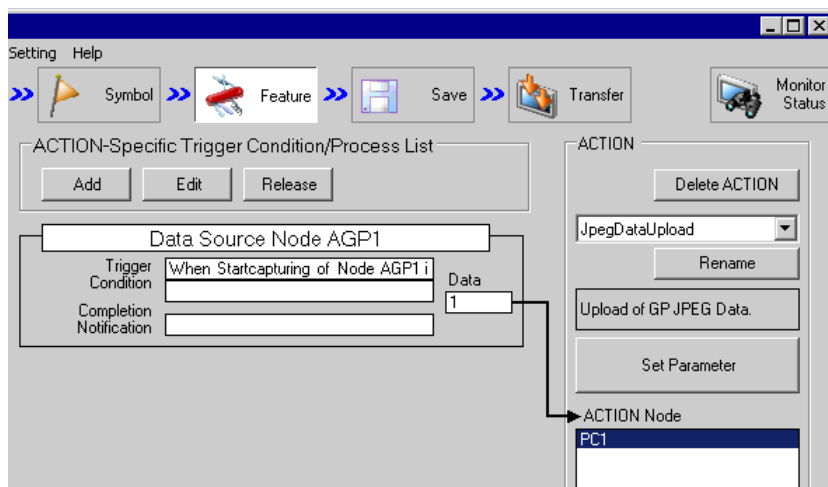 Setting Help
Symbol
Feature
Save
Transfer
Monitor
Status
ACTION-Specific Trigger Condition/Process List
Add
Edit
Release
Data Source Node AGP1
Trigger
Condition
When Startcapturing of Node AGP1 i
Data
1
Completion
Notification
ACTION
Delete ACTION
JpegDataUpload
Rename
Upload of GP JPEG Data.
Set Parameter
ACTION Node
PC1